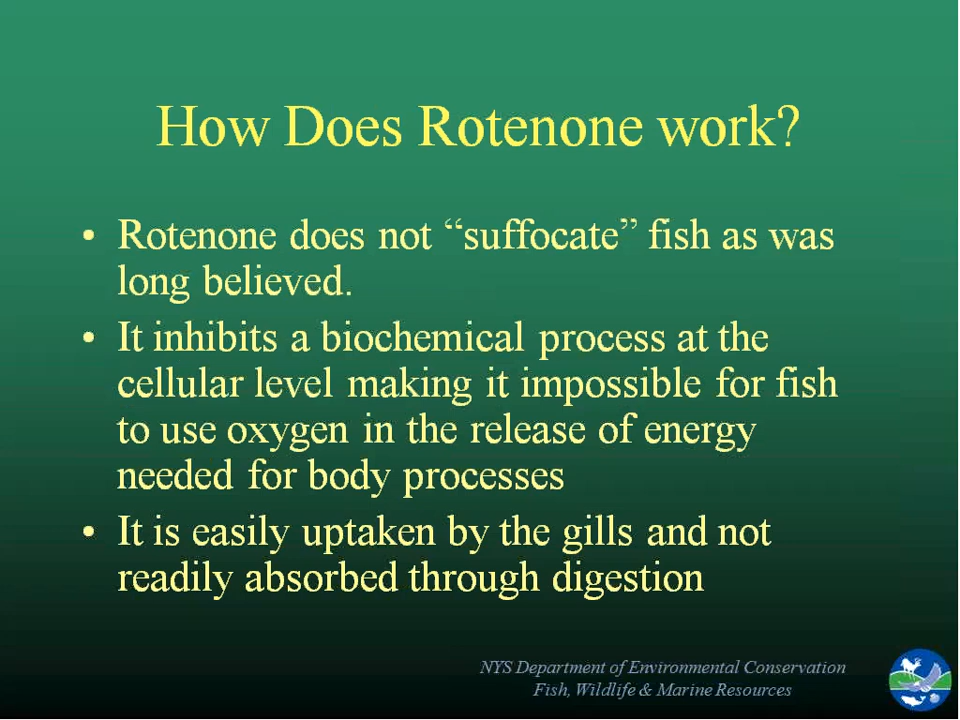 How Does Rotenone work?
• Rotenone does not “suffocate” fish as was
long believed.
• It inhibits a biochemical process at the
cellular level making it impossible for fish
to use oxygen in the release of energy
needed for body processes
• It is easily uptaken by the gills and not
readily absorbed through digestion
NYS Department of Environmental Conservation
Fish, Wildlife & Marine Resources